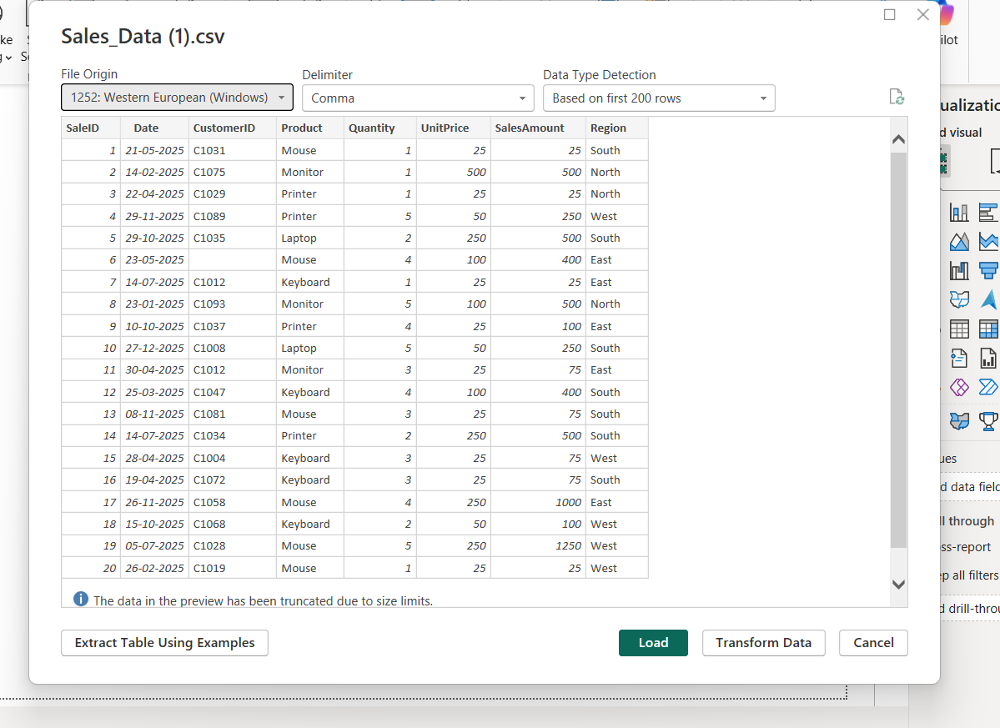 Sales_Data (1).csv
File Origin
Delimiter
Data Type Detection
1252: Western European (Windows)
Comma
Based on first 200 rows
SaleID Date CustomerID Product Quantity UnitPrice SalesAmount Region
1 21-05-2025 C1031 Mouse 1 25 25 South
2 14-02-2025 C1075 Monitor 1 500 500 North
3 22-04-2025 C1029 Printer 1 25 25 North
4 29-11-2025 C1089 Printer 5 50 250 West
5 29-10-2025 C1035 Laptop 2 250 500 South
6 23-05-2025 Mouse 4 100 400 East
7 14-07-2025 C1012 Keyboard 1 25 25 East
8 23-01-2025 C1093 Monitor 5 100 500 North
9 10-10-2025 C1037 Printer 4 25 100 East
10 27-12-2025 C1008 Laptop 5 50 250 South
11 30-04-2025 C1012 Monitor 3 25 75 East
12 25-03-2025 C1047 Keyboard 4 100 400 South
13 08-11-2025 C1081 Mouse 3 25 75 South
14 14-07-2025 C1034 Printer 2 250 500 South
15 28-04-2025 C1004 Keyboard 3 25 75 West
16 19-04-2025 C1072 Keyboard 3 25 75 South
17 26-11-2025 C1058 Mouse 4 250 1000 East
18 15-10-2025 C1068 Keyboard 2 50 100 West
19 05-07-2025 C1028 Mouse 5 250 1250 West
20 26-02-2025 C1019 Mouse 1 25 25 West
The data in the preview has been truncated due to size limits.
Extract Table Using Examples
Load
Transform Data
Cancel
ke
ilot
ualizatio
d visual
ues
d data field
ll through
ss-report
ep all filters
d drill-throu